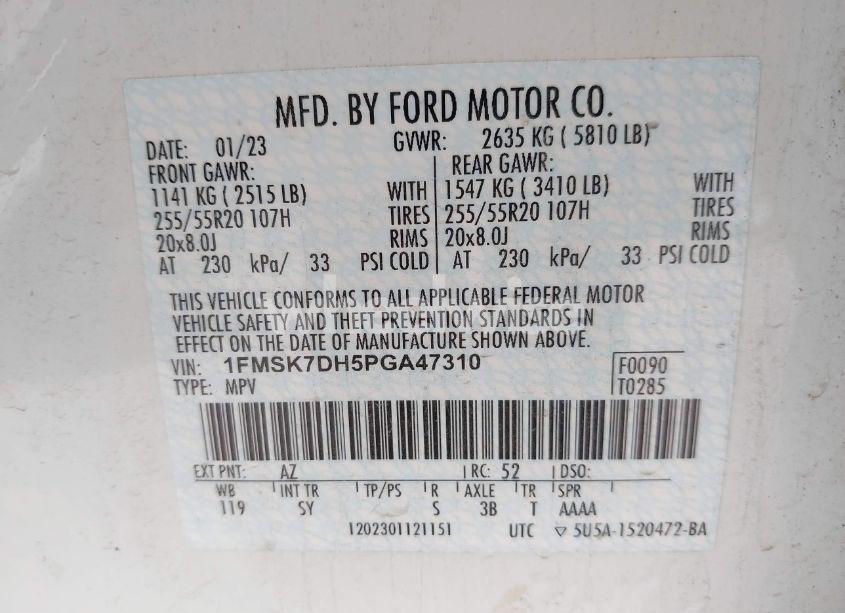 MFD. BY FORD MOTOR CO.
DATE: 01/23 GVWR: 2635 KG ( 5810 LB)
FRONT GAWR: REAR GAWR:
1141 KG ( 2515 LB) WITH 1547 KG ( 3410 LB) WITH
255/55R20 107H TIRES 255/55R20 107H TIRES
20x8.0J RIMS 20x8.0J RIMS
AT 230 kPa/ 33 PSI COLD AT 230 kPa/ 33 PSI COLD
THIS VEHICLE CONFORMS TO ALL APPLICABLE FEDERAL MOTOR
VEHICLE SAFETY AND THEFT PREVENTION STANDARDS IN
EFFECT ON THE DATE OF MANUFACTURE SHOWN ABOVE.
VIN: 1FMSK7DH5PGA47310 F0090
TYPE: MPV T0285
EXT PNT: AZ RC: 52 DSO:
WB INT TR TP/PS R AXLE TR SPR
119 SY S 3B T AAAA
1202301121151 UTC ▽ 5U5A-1520472-BA